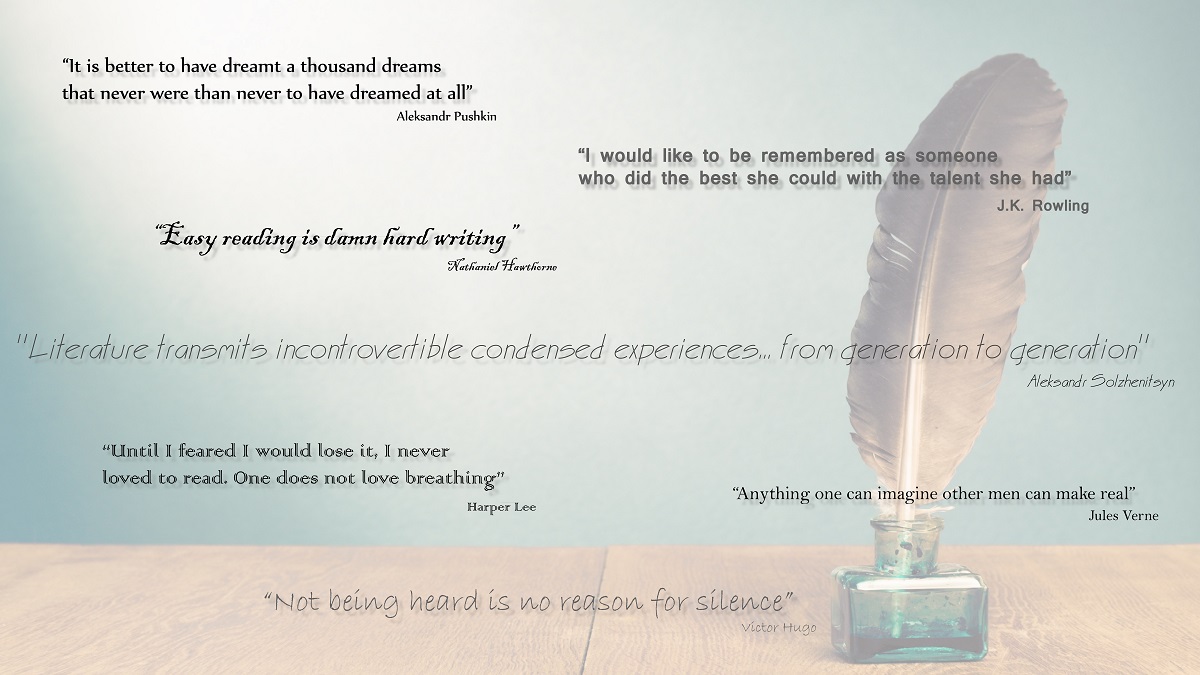 “It is better to have dreamt a thousand dreams
that never were than never to have dreamed at all”
Aleksandr Pushkin
“I would like to be remembered as someone
who did the best she could with the talent she had”
J.K. Rowling
“Easy reading is damn hard writing”
Nathaniel Hawthorne
"Literature transmits incontrovertible condensed experiences... from generation to generation"
Aleksandr Solzhenitsyn
“Until I feared I would lose it, I never
loved to read. One does not love breathing”
Harper Lee
“Anything one can imagine other men can make real”
Jules Verne
“Not being heard is no reason for silence”
Victor Hugo